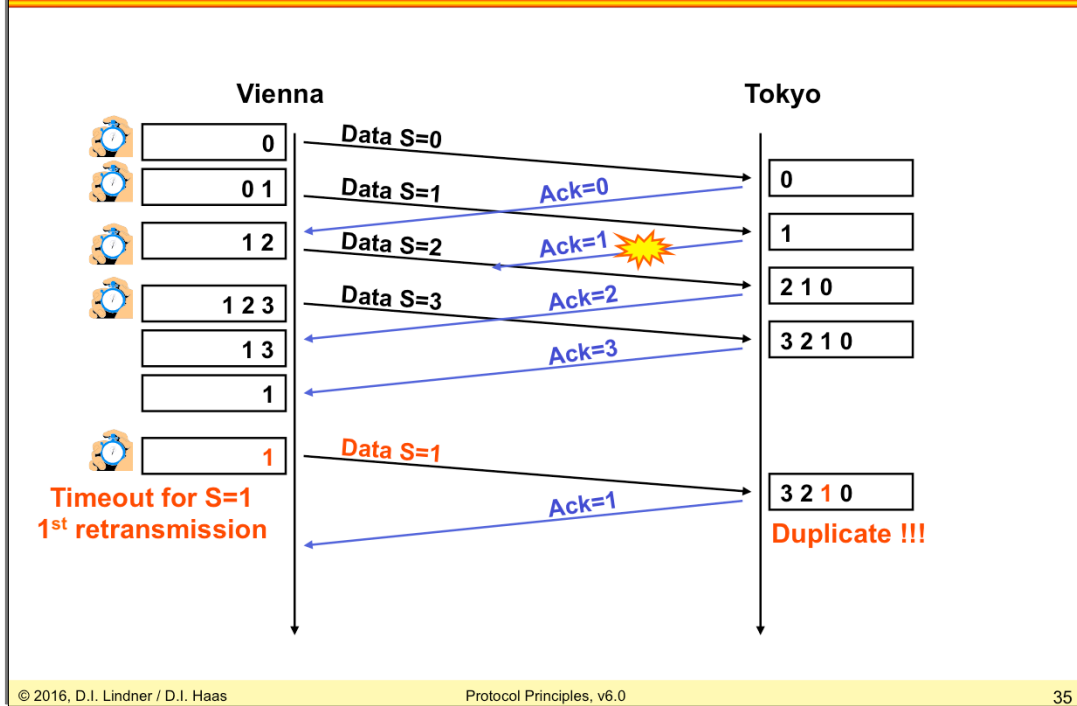 Vienna
Tokyo
0
Data S=0
0
0 1
Data S=1
Ack=0
1
1 2
Data S=2
Ack=1
2 1 0
1 2 3
Data S=3
Ack=2
3 2 1 0
1 3
Ack=3
1
1
Data S=1
3 2 1 0
Timeout for S=1
1st retransmission
Ack=1
Duplicate !!!
© 2016, D.I. Lindner / D.I. Haas
Protocol Principles, v6.0
35